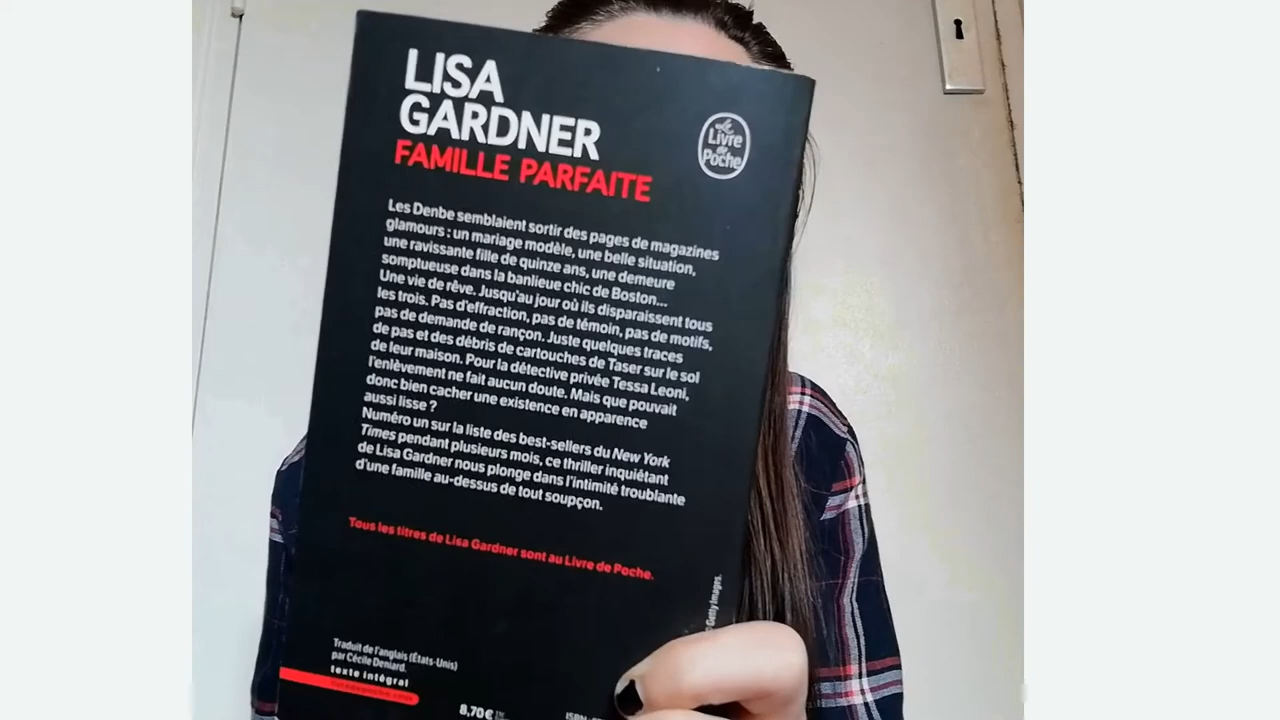 LISA
GARDNER
FAMILLE PARFAITE
Le
Livre
de
Poche
Les Denbe semblaient sortir des pages de magazines
glamours : un mariage modèle, une belle situation,
une ravissante fille de quinze ans, une demeure
somptueuse dans la banlieue chic de Boston...
Une vie de rêve. Jusqu'au jour où ils disparaissent tous
les trois. Pas d'effraction, pas de témoin, pas de motifs,
pas de demande de rançon. Juste quelques traces
de pas et des débris de cartouches de Taser sur le sol
de leur maison. Pour la détective privée Tessa Leoni,
l'enlèvement ne fait aucun doute. Mais que pouvait
donc bien cacher une existence en apparence
aussi lisse ?
Numéro un sur la liste des best-sellers du New York
Times pendant plusieurs mois, ce thriller inquiétant
de Lisa Gardner nous plonge dans l'intimité troublante
d'une famille au-dessus de tout soupçon.
Tous les titres de Lisa Gardner sont au Livre de Poche.
Getty Images.
Traduit de l'anglais (États-Unis)
par Cécile Deniard.
texte intégral
8,70 €
ISBN